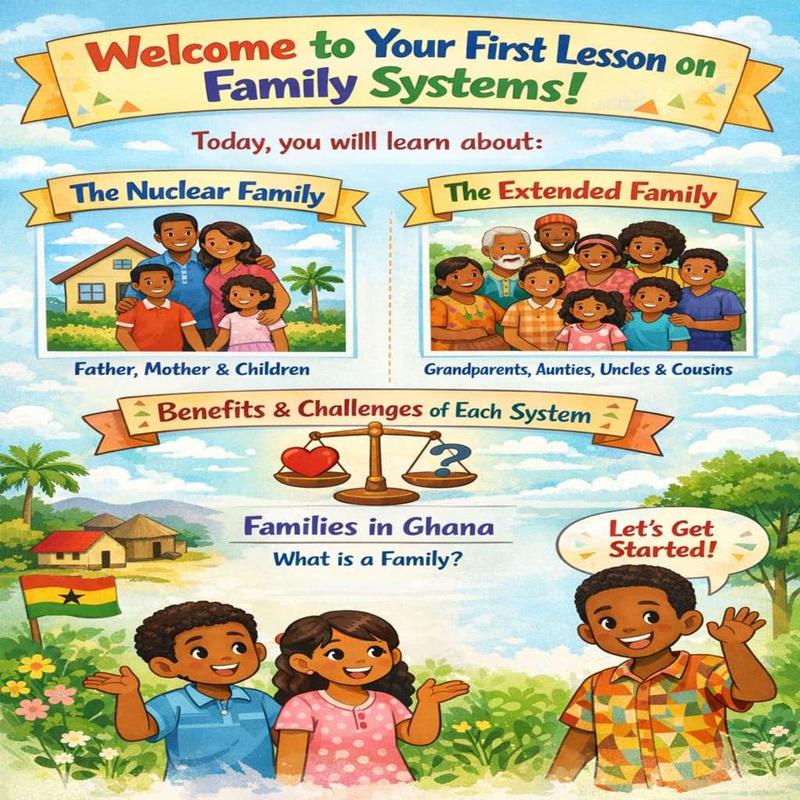 Welcome to Your First Lesson on
Family Systems!
Today, you willl learn about:
The Nuclear Family
Father, Mother & Children
The Extended Family
Grandparents, Aunties, Uncles & Cousins
Benefits & Challenges of Each System
?
Families in Ghana
What is a Family?
Let's Get
Started!